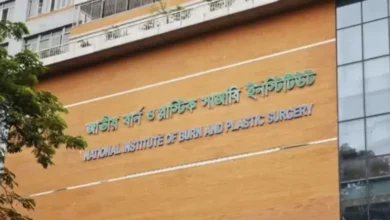 জাতীয় বার্ন ও প্লাস্টিক সার্জারি ইনস্টিটিউট
NATIONAL INSTITUTE OF BURN AND PLASTIC SURGERY